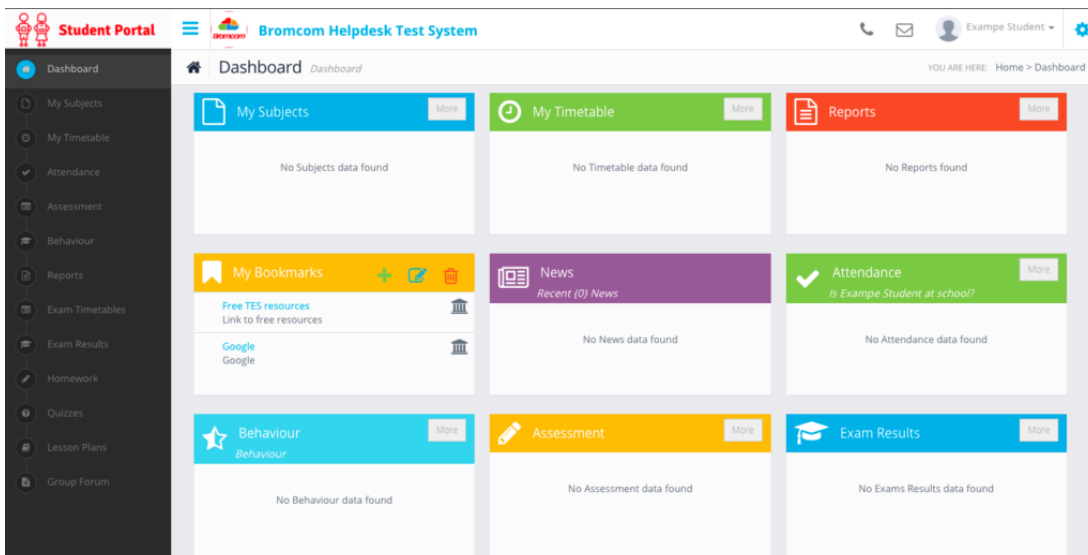 Student Portal
Bromcom
Bromcom Helpdesk Test System
Exampe Student
Dashboard
My Subjects
My Timetable
Attendance
Assessment
Behaviour
Reports
Exam Timetables
Exam Results
Homework
Quizzes
Lesson Plans
Group Forum
Dashboard Dashboard
YOU ARE HERE: Home > Dashboard
My Subjects More
No Subjects data found
My Timetable More
No Timetable data found
Reports More
No Reports found
My Bookmarks
Free TES resources
Link to free resources
Google
Google
News
Recent (0) News
No News data found
Attendance More
Is Exampe Student at school?
No Attendance data found
Behaviour More
Behaviour
No Behaviour data found
Assessment More
No Assessment data found
Exam Results More
No Exams Results data found